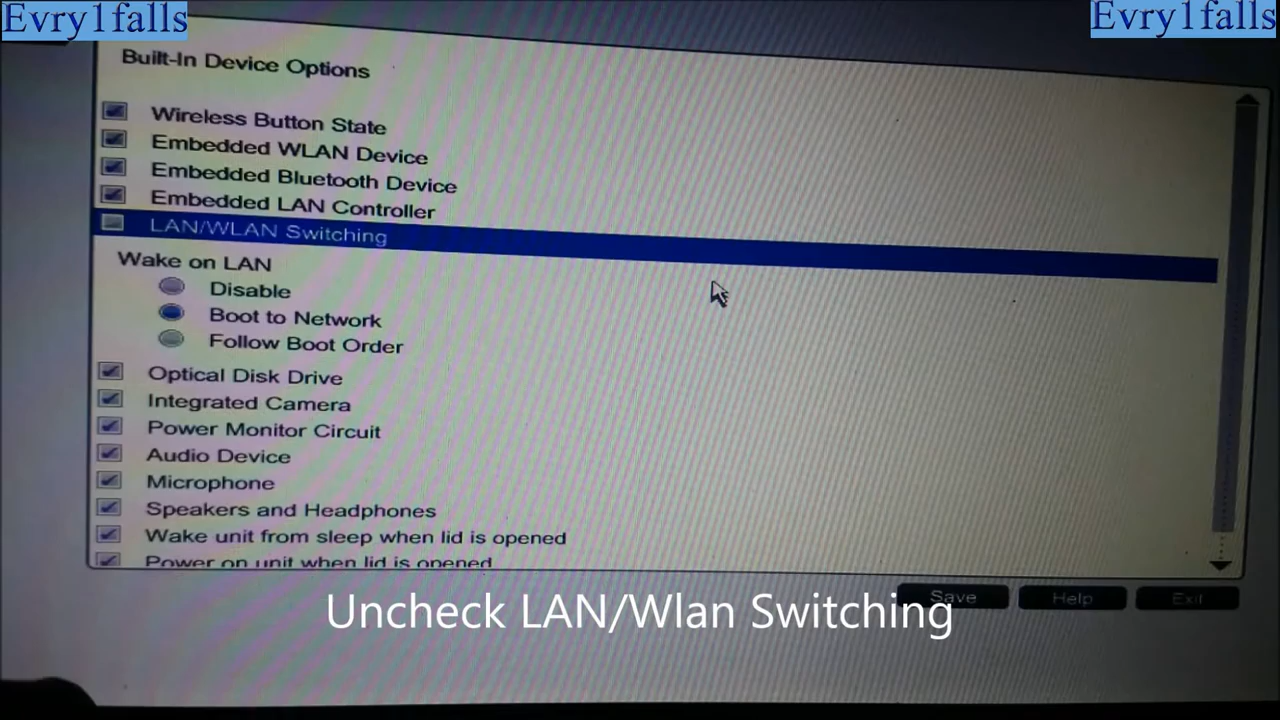 Evry1falls
Evry1falls
Built-In Device Options
Wireless Button State
Embedded WLAN Device
Embedded Bluetooth Device
Embedded LAN Controller
LAN/WLAN Switching
Wake on LAN
Disable
Boot to Network
Follow Boot Order
Optical Disk Drive
Integrated Camera
Power Monitor Circuit
Audio Device
Microphone
Speakers and Headphones
Wake unit from sleep when lid is opened
Power on unit when lid is opened
Save
Help
Exit
Uncheck LAN/Wlan Switching